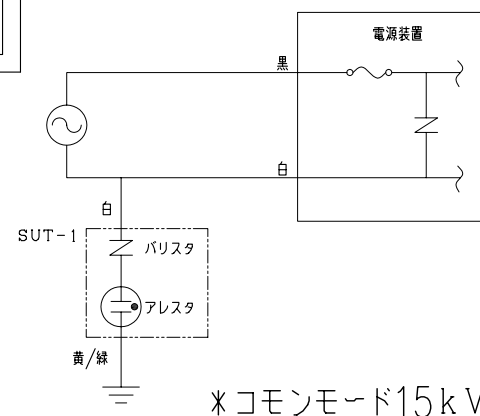 電源装置
黒
白
白
SUT-1
バリスタ
アレスタ
黄/緑
*コモンモード15kV